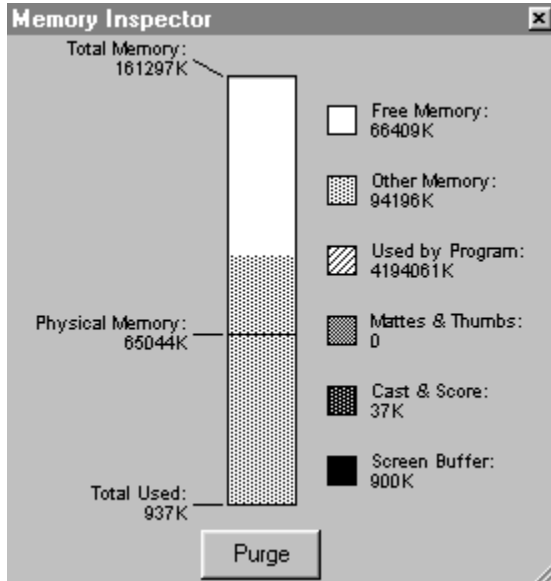 Memory Inspector
Total Memory:
161297K
Free Memory:
66409K
Other Memory:
94196K
Used by Program:
4194061K
Physical Memory:
65044K
Mattes & Thumbs:
0
Cast & Score:
37K
Screen Buffer:
900K
Total Used:
937K
Purge